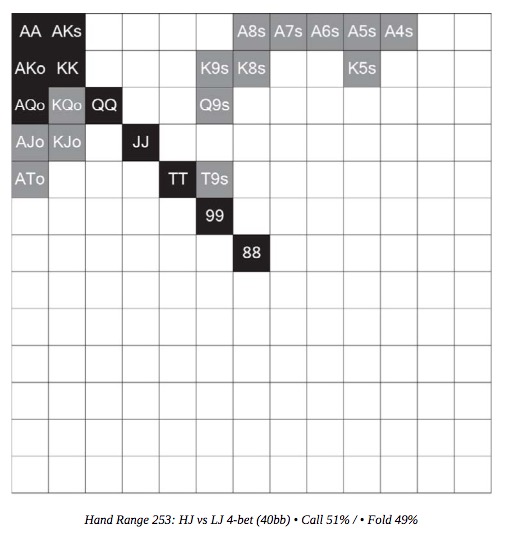 AA AKs A8s A7s A6s A5s A4s
AKo KK K9s K8s K5s
AQo KQo QQ Q9s
AJo KJo JJ
ATo TT T9s
99
88
Hand Range 253: HJ vs LJ 4-bet (40bb) • Call 51% / • Fold 49%